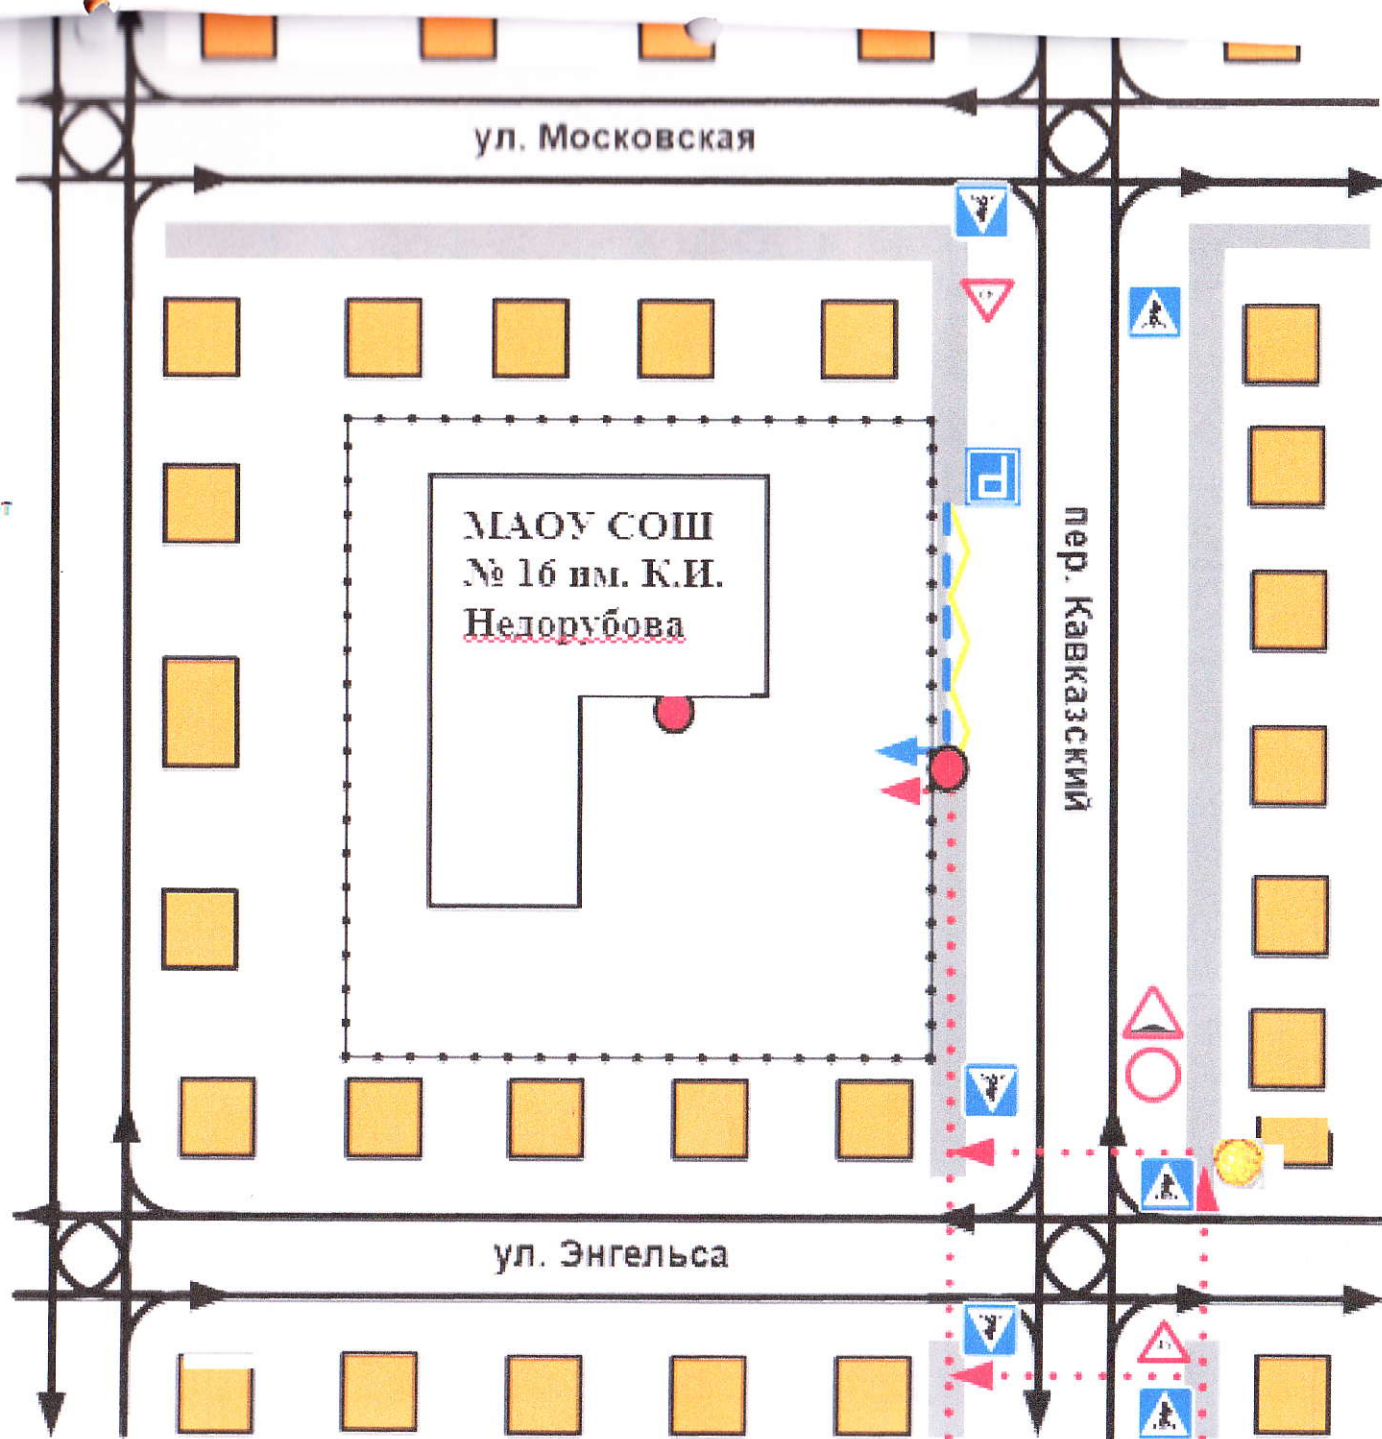 ул. Московская
МАОУ СОШ
№ 16 им. К.И.
Недорубова
пер. Кавказский
ул. Энгельса
P